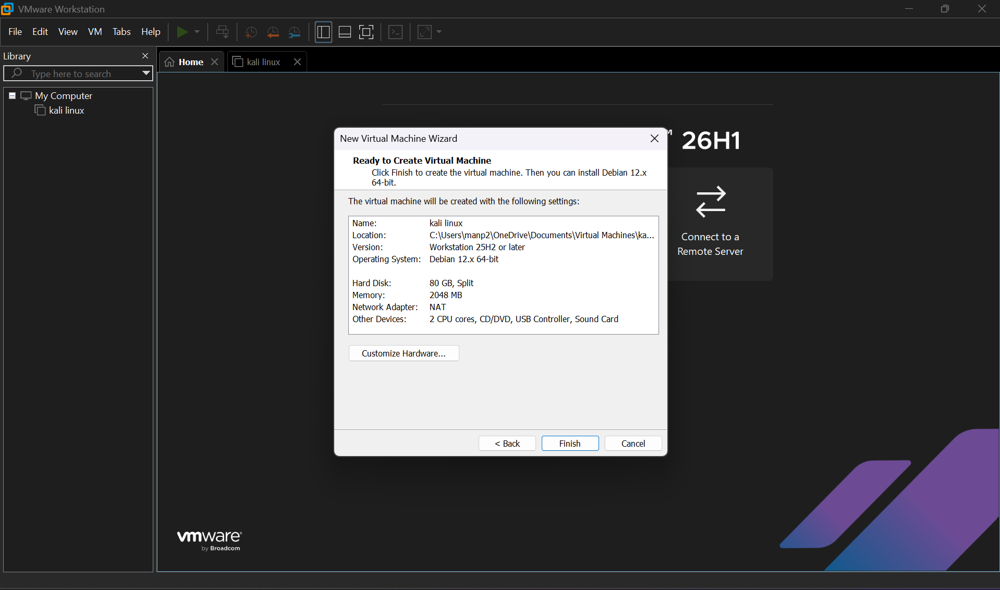 VMware Workstation
File Edit View VM Tabs Help
Library
Type here to search
My Computer
kali linux
Home
kali linux
26H1
New Virtual Machine Wizard
Ready to Create Virtual Machine
Click Finish to create the virtual machine. Then you can install Debian 12.x
64-bit.
The virtual machine will be created with the following settings:
Name: kali linux
Location: C:\Users\manp2\OneDrive\Documents\Virtual Machines\ka...
Version: Workstation 25H2 or later
Operating System: Debian 12.x 64-bit
Hard Disk: 80 GB, Split
Memory: 2048 MB
Network Adapter: NAT
Other Devices: 2 CPU cores, CD/DVD, USB Controller, Sound Card
Customize Hardware...
< Back Finish Cancel
Connect to a
Remote Server
vmware®
by Broadcom